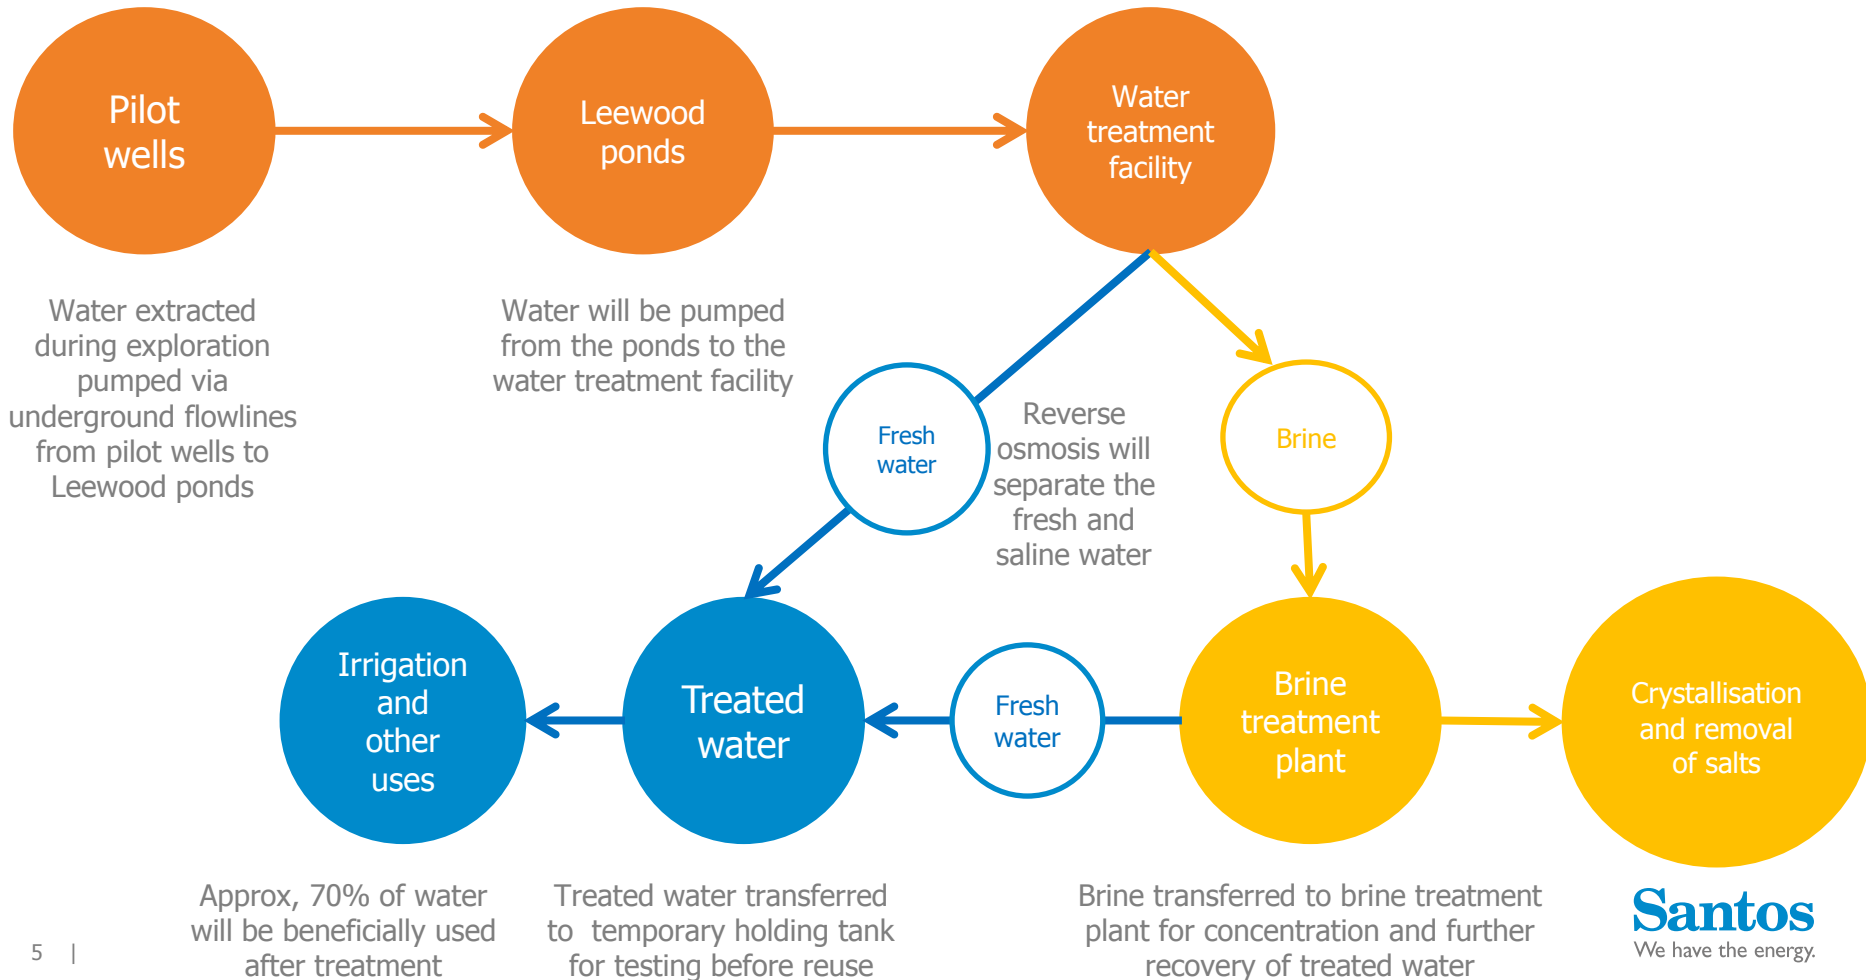 Pilot
wells
Leewood
ponds
Water
treatment
facility
Water extracted
during exploration
pumped via
underground flowlines
from pilot wells to
Leewood ponds
Water will be pumped
from the ponds to the
water treatment facility
Fresh
water
Reverse
osmosis will
separate the
fresh and
saline water
Brine
Irrigation
and
other
uses
Treated
water
Fresh
water
Brine
treatment
plant
Crystallisation
and removal
of salts
Approx, 70% of water
will be beneficially used
after treatment
Treated water transferred
to temporary holding tank
for testing before reuse
Brine transferred to brine treatment
plant for concentration and further
recovery of treated water
Santos
We have the energy.
5 |